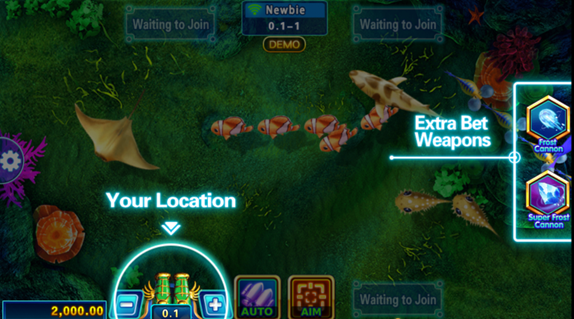 Waiting to Join
Newbie
0.1-1
Waiting to Join
DEMO
Extra Bet
Weapons
Frost
Cannon
Super Frost
Cannon
Your Location
2,000.00
0.1
AUTO
AIM
Waiting to Join